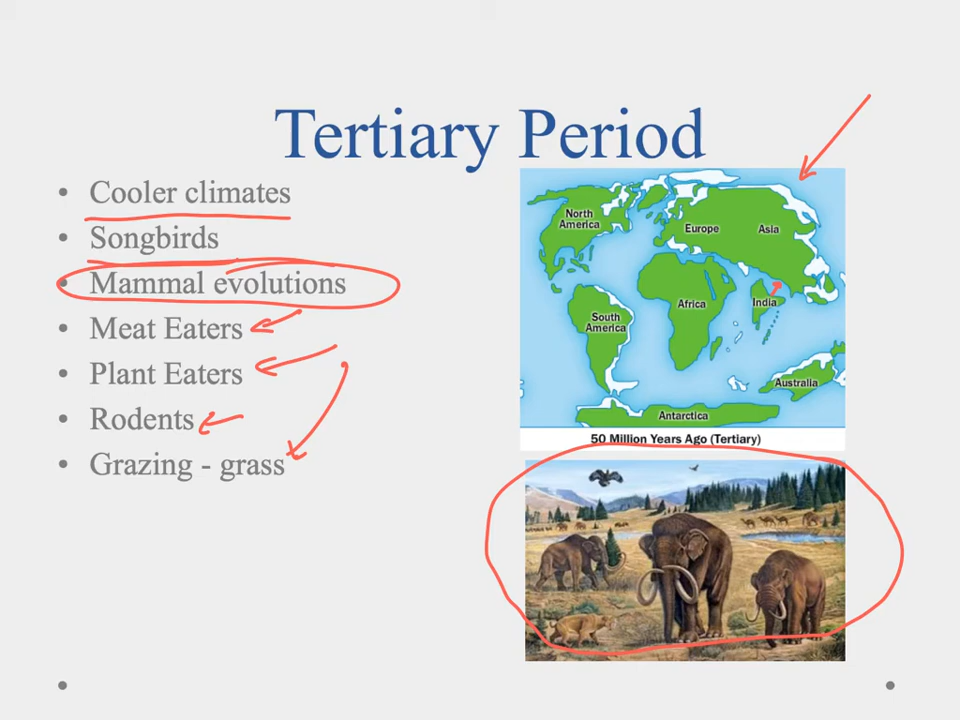 Tertiary Period
• Cooler climates
• Songbirds
• Mammal evolutions
• Meat Eaters
• Plant Eaters
• Rodents
• Grazing - grass
North
America
Europe
Asia
Africa
India
South
America
Australia
Antarctica
50 Million Years Ago (Tertiary)